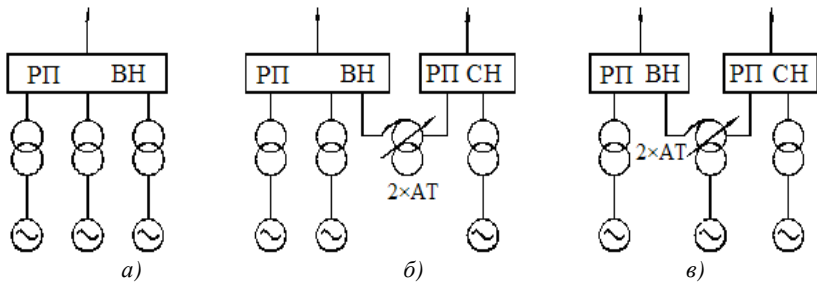 РП ВН
РП ВН РП СН
РП ВН РП СН
2×АТ
2×АТ
а) б) в)